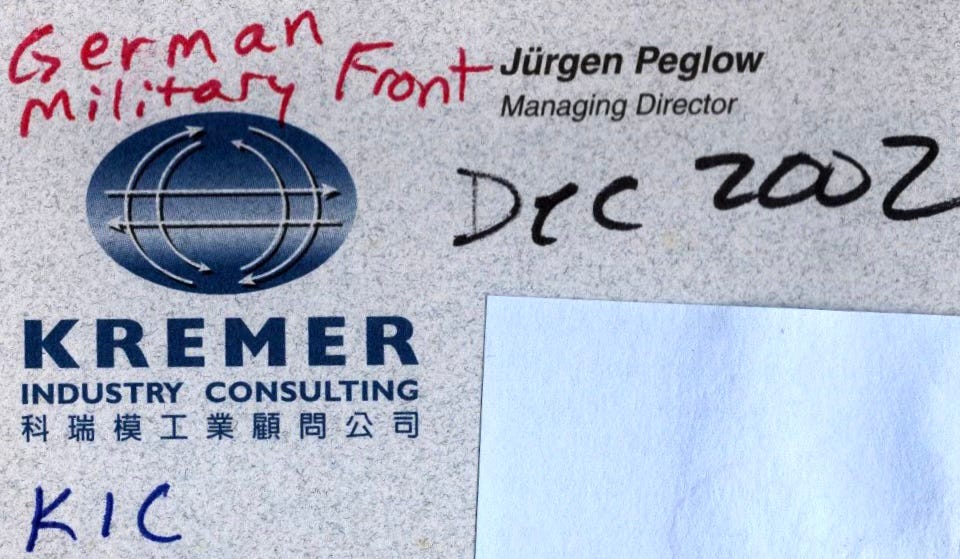 German
Military Front
Jürgen Peglow
Managing Director
Dec 2002
KREMER
INDUSTRY CONSULTING
科瑞模工業顧問公司
KIC